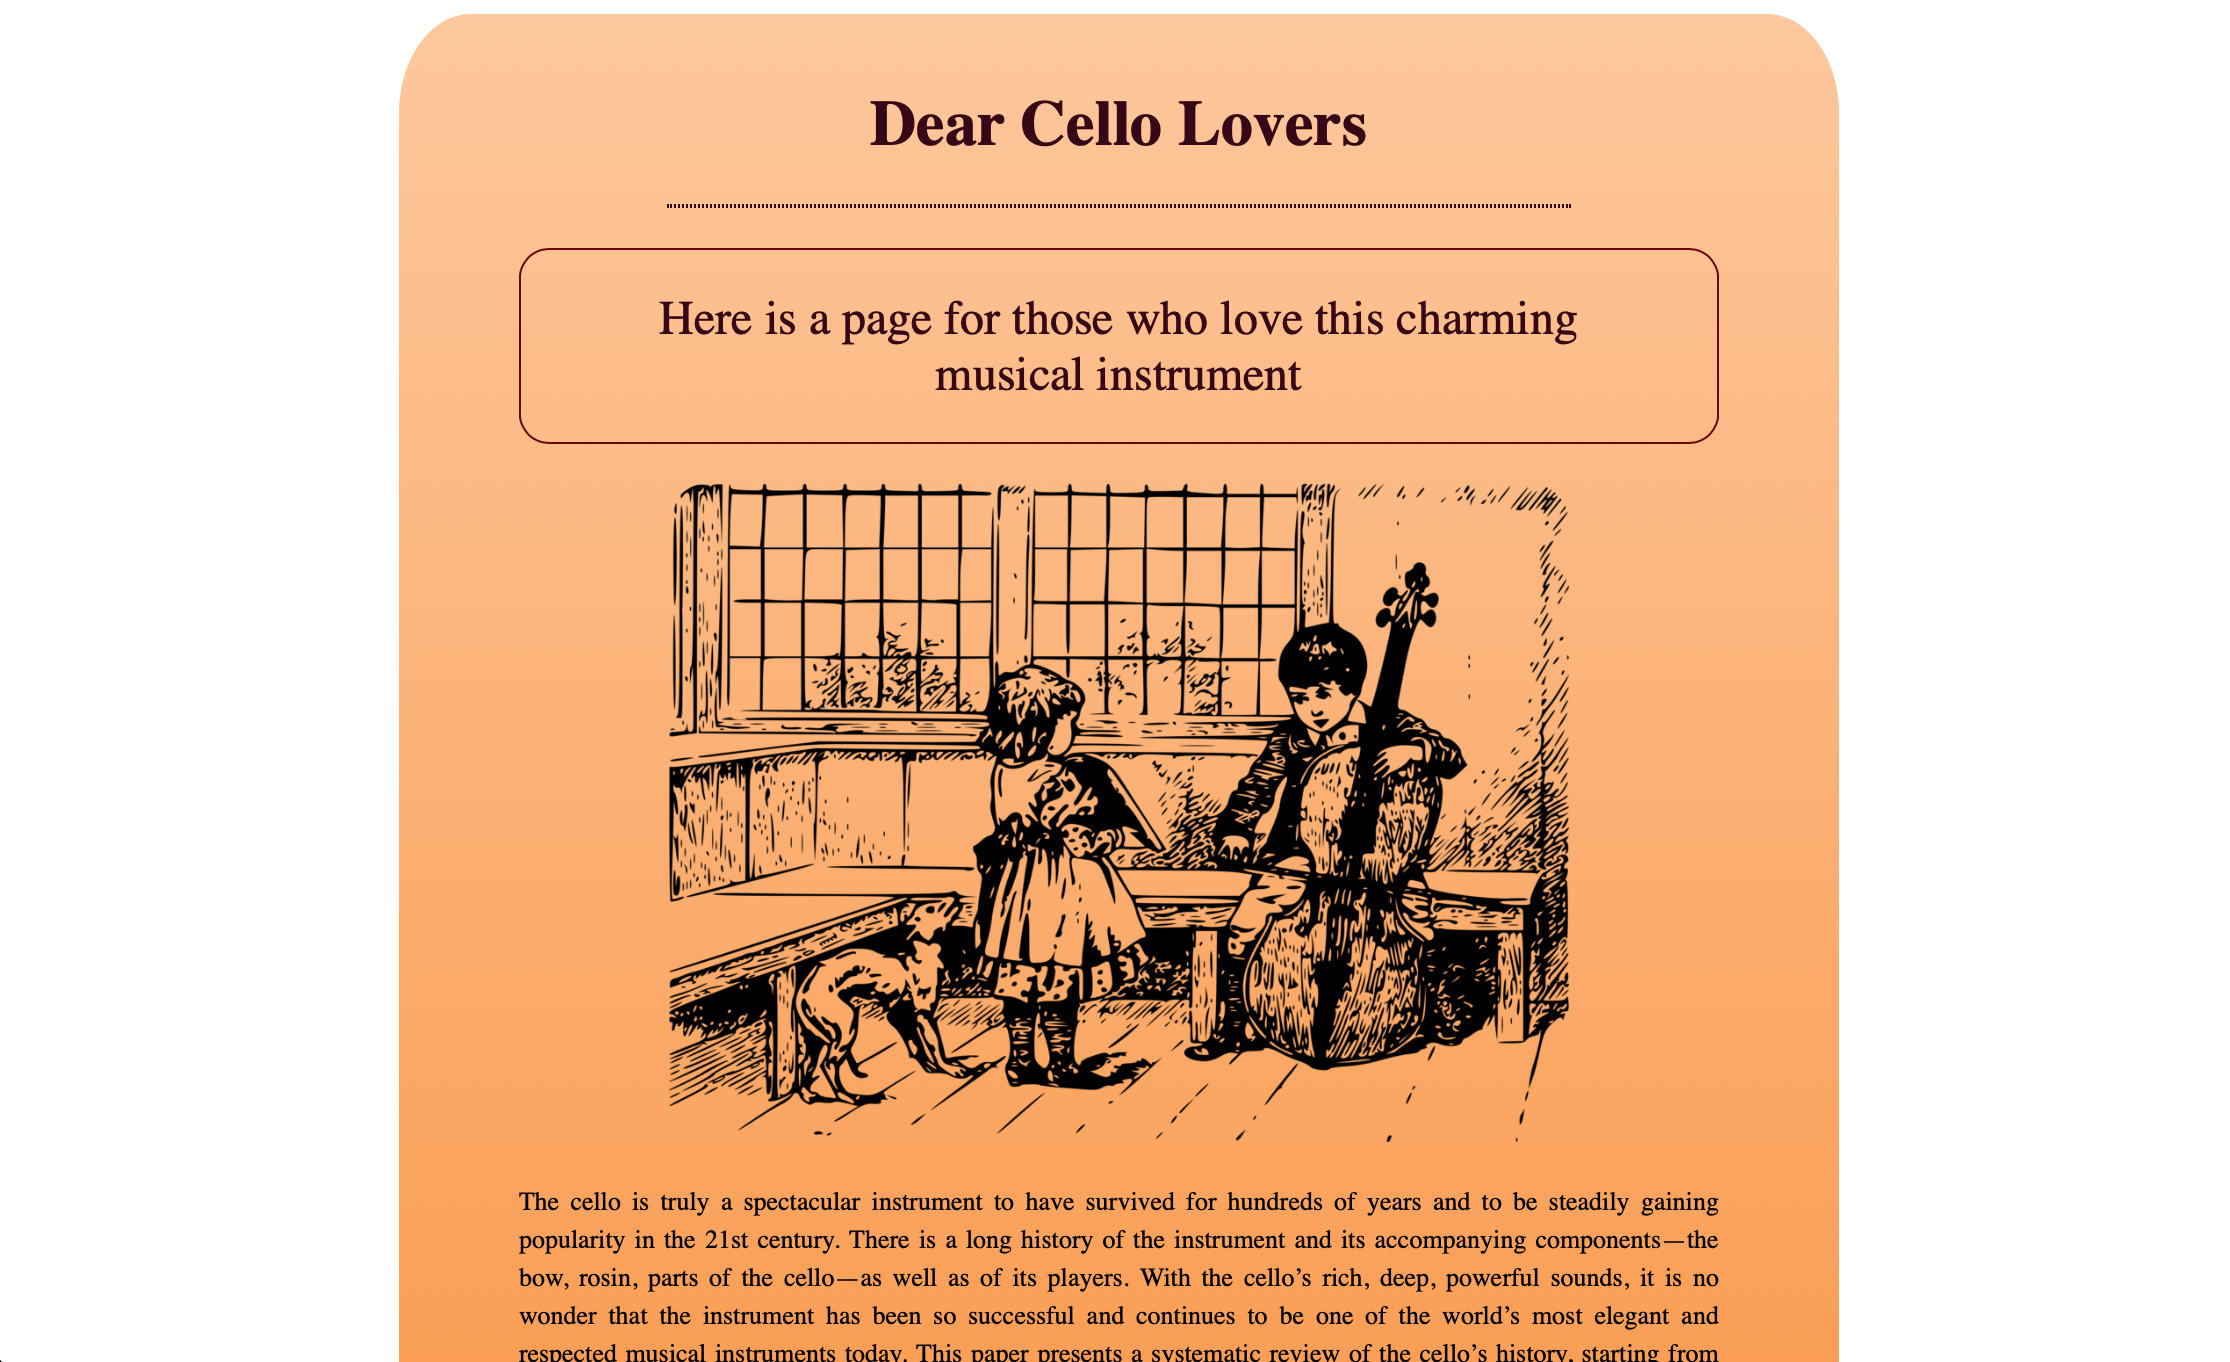 Dear Cello Lovers
Here is a page for those who love this charming
musical instrument
The cello is truly a spectacular instrument to have survived for hundreds of years and to be steadily gaining
popularity in the 21st century. There is a long history of the instrument and its accompanying components—the
bow, rosin, parts of the cello—as well as of its players. With the cello’s rich, deep, powerful sounds, it is no
wonder that the instrument has been so successful and continues to be one of the world’s most elegant and
respected musical instruments today. This paper presents a systematic review of the cello’s history, starting from